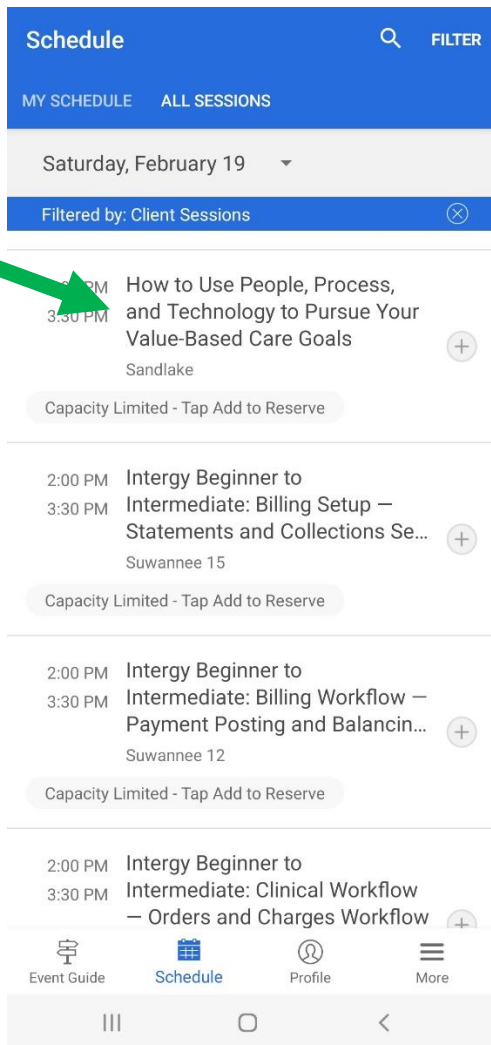 Schedule FILTER
MY SCHEDULE ALL SESSIONS
Saturday, February 19
Filtered by: Client Sessions
PM How to Use People, Process,
3:30 PM and Technology to Pursue Your
Value-Based Care Goals
Sandlake
Capacity Limited - Tap Add to Reserve
2:00 PM Intergy Beginner to
3:30 PM Intermediate: Billing Setup –
Statements and Collections Se...
Suwannee 15
Capacity Limited - Tap Add to Reserve
2:00 PM Intergy Beginner to
3:30 PM Intermediate: Billing Workflow –
Payment Posting and Balancin...
Suwannee 12
Capacity Limited - Tap Add to Reserve
2:00 PM Intergy Beginner to
3:30 PM Intermediate: Clinical Workflow
– Orders and Charges Workflow
Event Guide Schedule Profile More